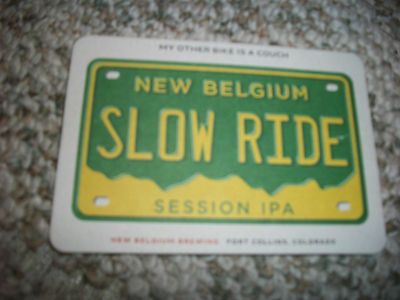 MY OTHER BIKE IS A COUCH
NEW BELGIUM
SLOW RIDE
SESSION IPA
NEW BELGIUM BREWING FORT COLLINS, COLORADO